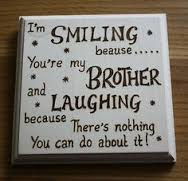 I'm SMILING
beause.....
You're my
BROTHER
and
LAUGHING
because
There's nothing
You can do about it!